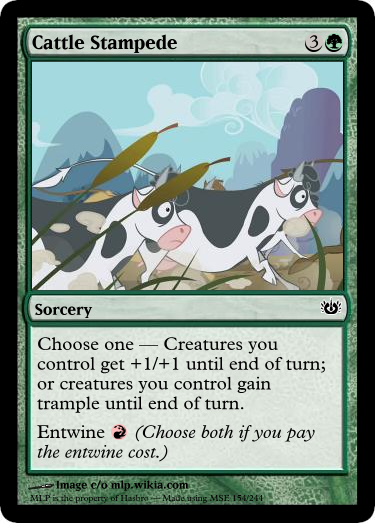 Cattle Stampede 3
Sorcery
Choose one — Creatures you
control get +1/+1 until end of turn;
or creatures you control gain
trample until end of turn.
Entwine (Choose both if you pay
the entwine cost.)
Image c/o mlp.wikia.com
MLP is the property of Hasbro — Made using MSE 154/244